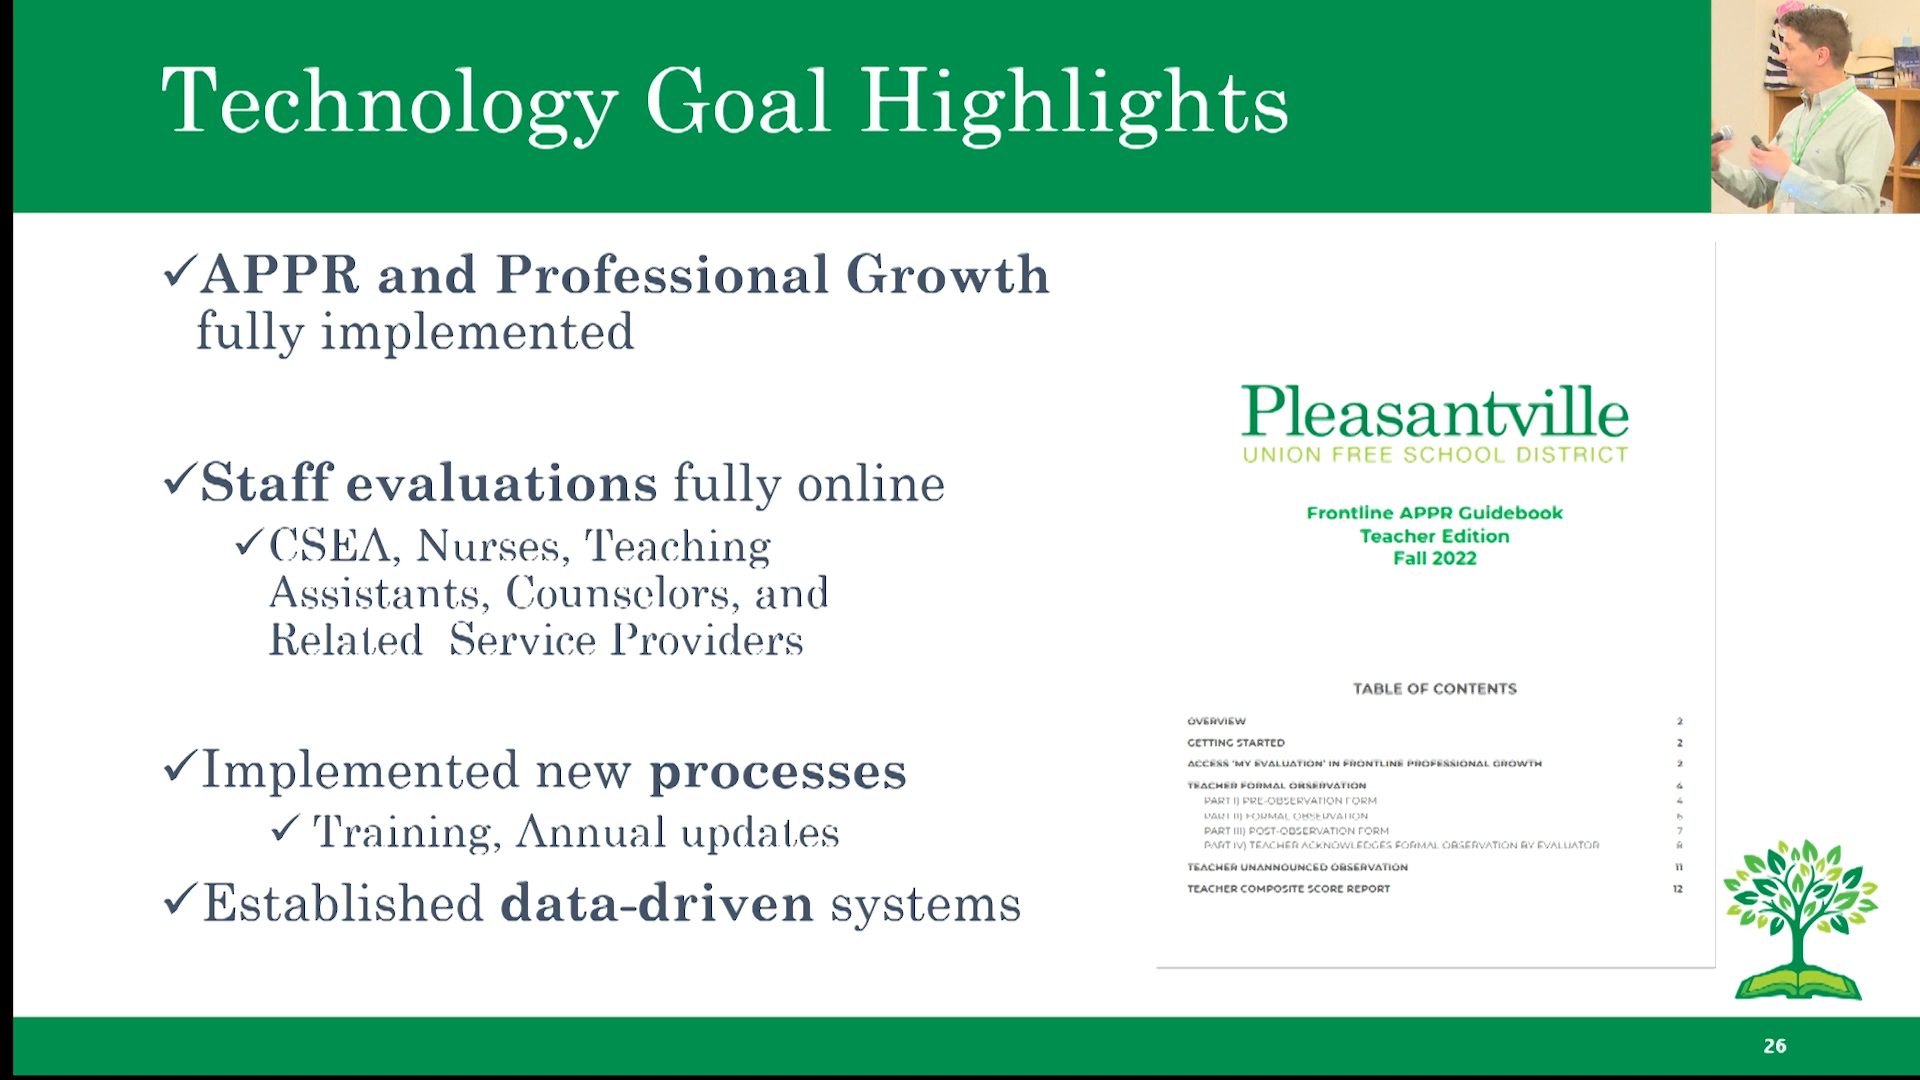 Technology Goal Highlights
✓APPR and Professional Growth
fully implemented
✓Staff evaluations fully online
✓CSEA, Nurses, Teaching
Assistants, Counselors, and
Related Service Providers
✓Implemented new processes
✓ Training, Annual updates
✓Established data-driven systems
Pleasantville
UNION FREE SCHOOL DISTRICT
Frontline APPR Guidebook
Teacher Edition
Fall 2022
TABLE OF CONTENTS
OVERVIEW 2
GETTING STARTED 2
ACCESS 'MY EVALUATION' IN FRONTLINE PROFESSIONAL GROWTH 2
TEACHER FORMAL OBSERVATION 4
PART I) PRE-OBSERVATION FORM 4
PART II) FORMAL OBSERVATION 6
PART III) POST-OBSERVATION FORM 7
PART IV) TEACHER ACKNOWLEDGES FORMAL OBSERVATION BY EVALUATOR 8
TEACHER UNANNOUNCED OBSERVATION 11
TEACHER COMPOSITE SCORE REPORT 12
26